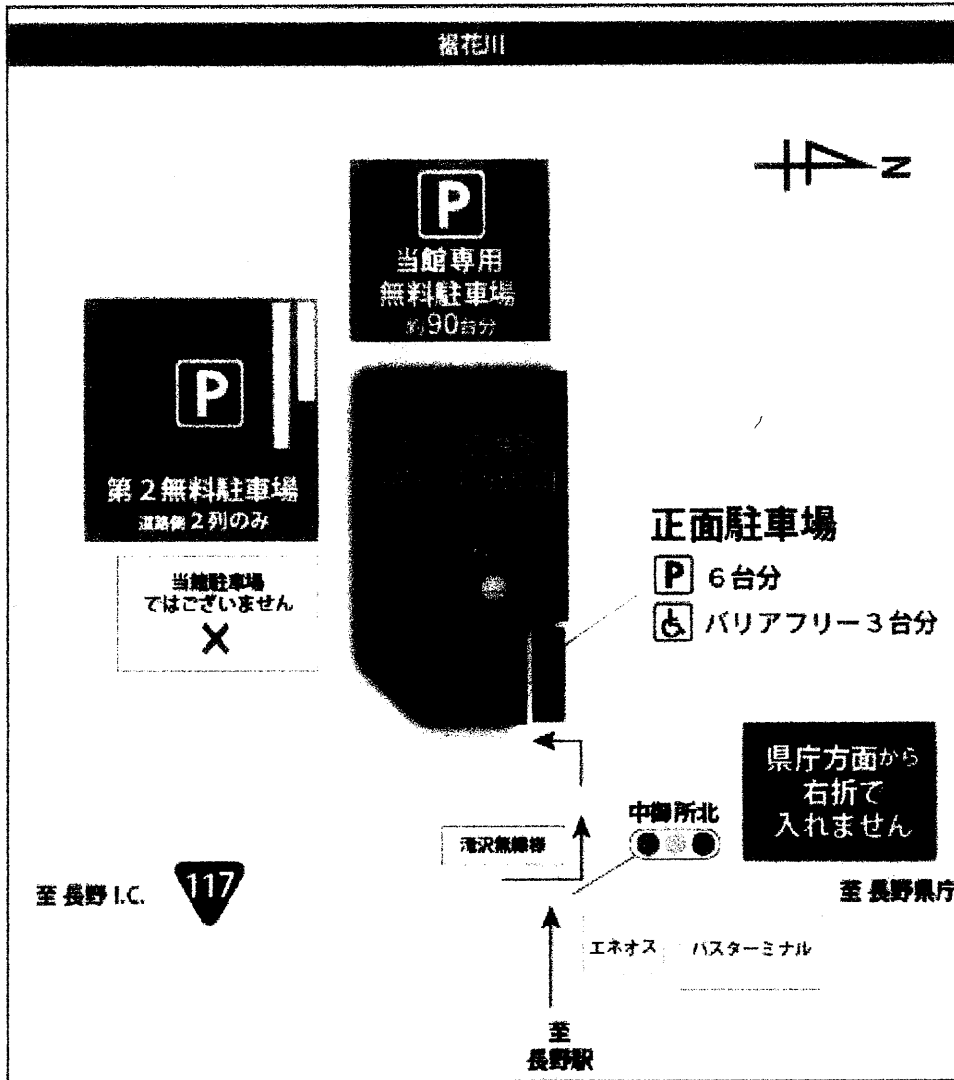 裾花川
N
P
当館専用
無料駐車場
約90台分
P
第2無料駐車場
道路側2列のみ
当館駐車場
ではございません
×
正面駐車場
P 6台分
バリアフリー3台分
県庁方面から
右折で
入れません
中御所北
滝沢無線様
至 長野 I.C.
117
至 長野県庁
エネオス
バスターミナル
至
長野駅